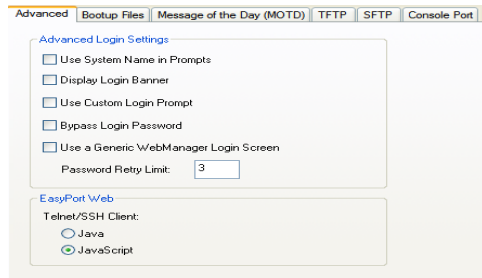 Advanced Bootup Files Message of the Day (MOTD) TFTP SFTP Console Port
Advanced Login Settings
Use System Name in Prompts
Display Login Banner
Use Custom Login Prompt
Bypass Login Password
Use a Generic WebManager Login Screen
Password Retry Limit: 3
EasyPort Web
Telnet/SSH Client:
Java
JavaScript